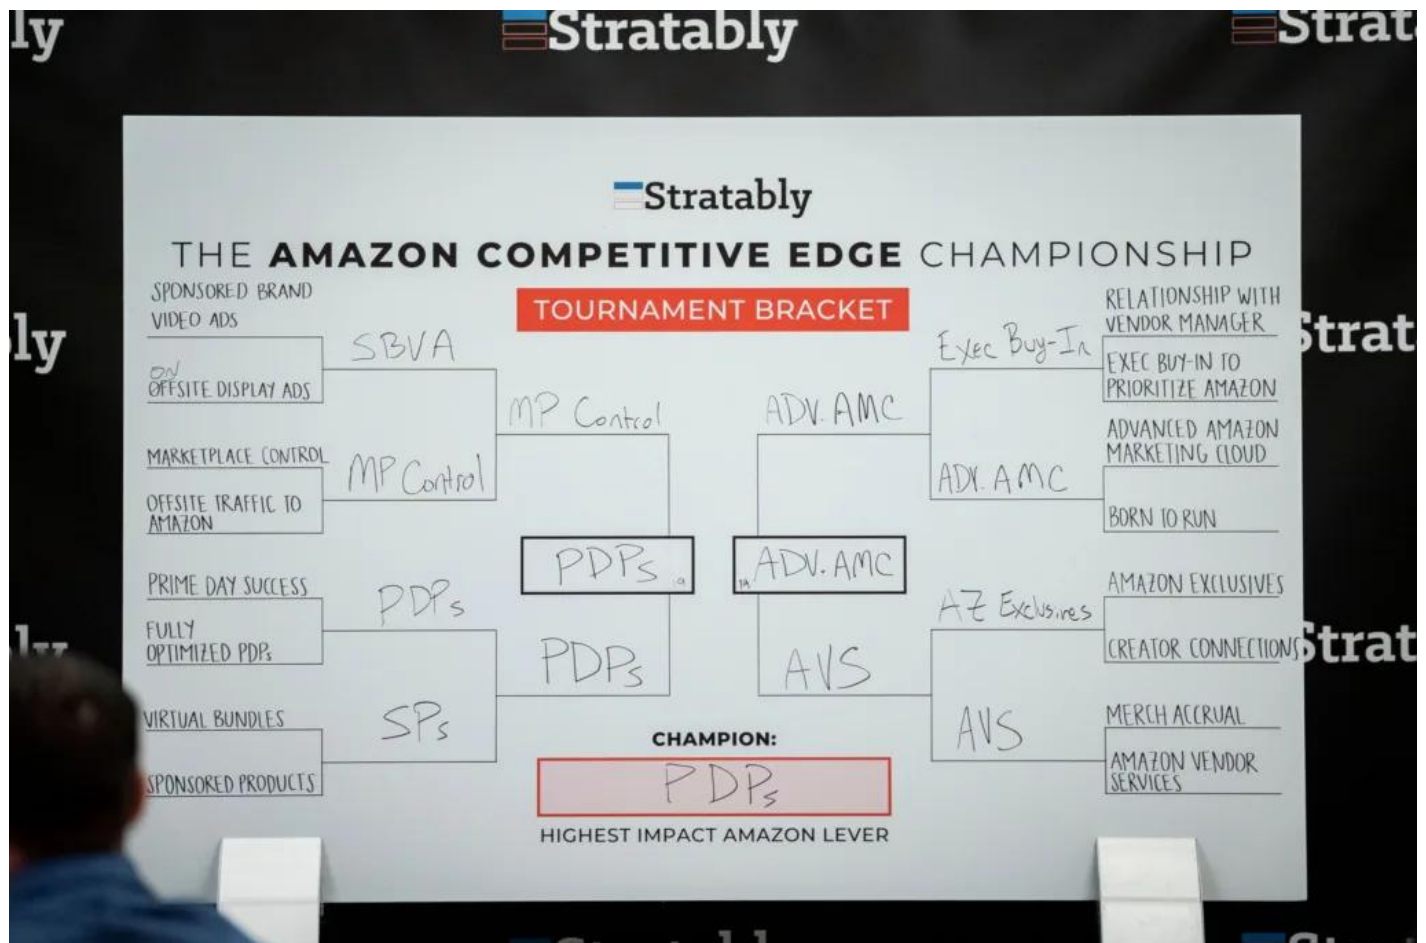 ly
Stratably
Strat
Stratably
THE AMAZON COMPETITIVE EDGE CHAMPIONSHIP
TOURNAMENT BRACKET
SPONSORED BRAND
VIDEO ADS
ON
OFFSITE DISPLAY ADS
MARKETPLACE CONTROL
OFFSITE TRAFFIC TO
AMAZON
PRIME DAY SUCCESS
FULLY
OPTIMIZED PDPs
VIRTUAL BUNDLES
SPONSORED PRODUCTS
SBVA
MP Control
PDPs
SPs
MP Control
PDPs
PDPs
ADV. AMC
ADV. AMC
AVS
Exec Buy-In
ADV. AMC
AZ Exclusives
AVS
RELATIONSHIP WITH
VENDOR MANAGER
EXEC BUY-IN TO
PRIORITIZE AMAZON
ADVANCED AMAZON
MARKETING CLOUD
BORN TO RUN
AMAZON EXCLUSIVES
CREATOR CONNECTIONS
MERCH ACCRUAL
AMAZON VENDOR
SERVICES
CHAMPION:
PDPs
HIGHEST IMPACT AMAZON LEVER
ly
Strat
ly
Strat